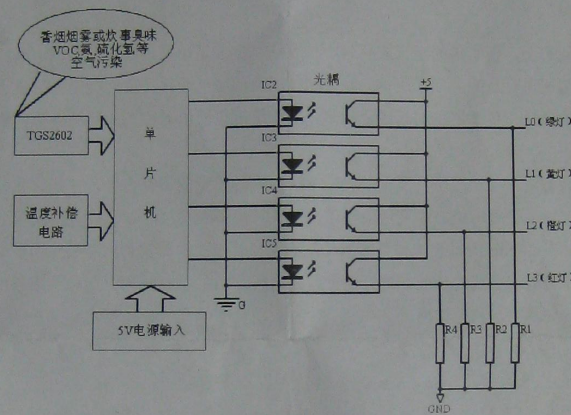 香烟烟雾或炊事臭味
VOC,氨,硫化氢等
空气污染
TGS2602
单片机
温度补偿
电路
5V电源输入
IC2
光耦
+5
IC3
IC4
IC5
L0(绿灯)
L1(黄灯)
L2(橙灯)
L3(红灯)
R4
R3
R2
R1
GND